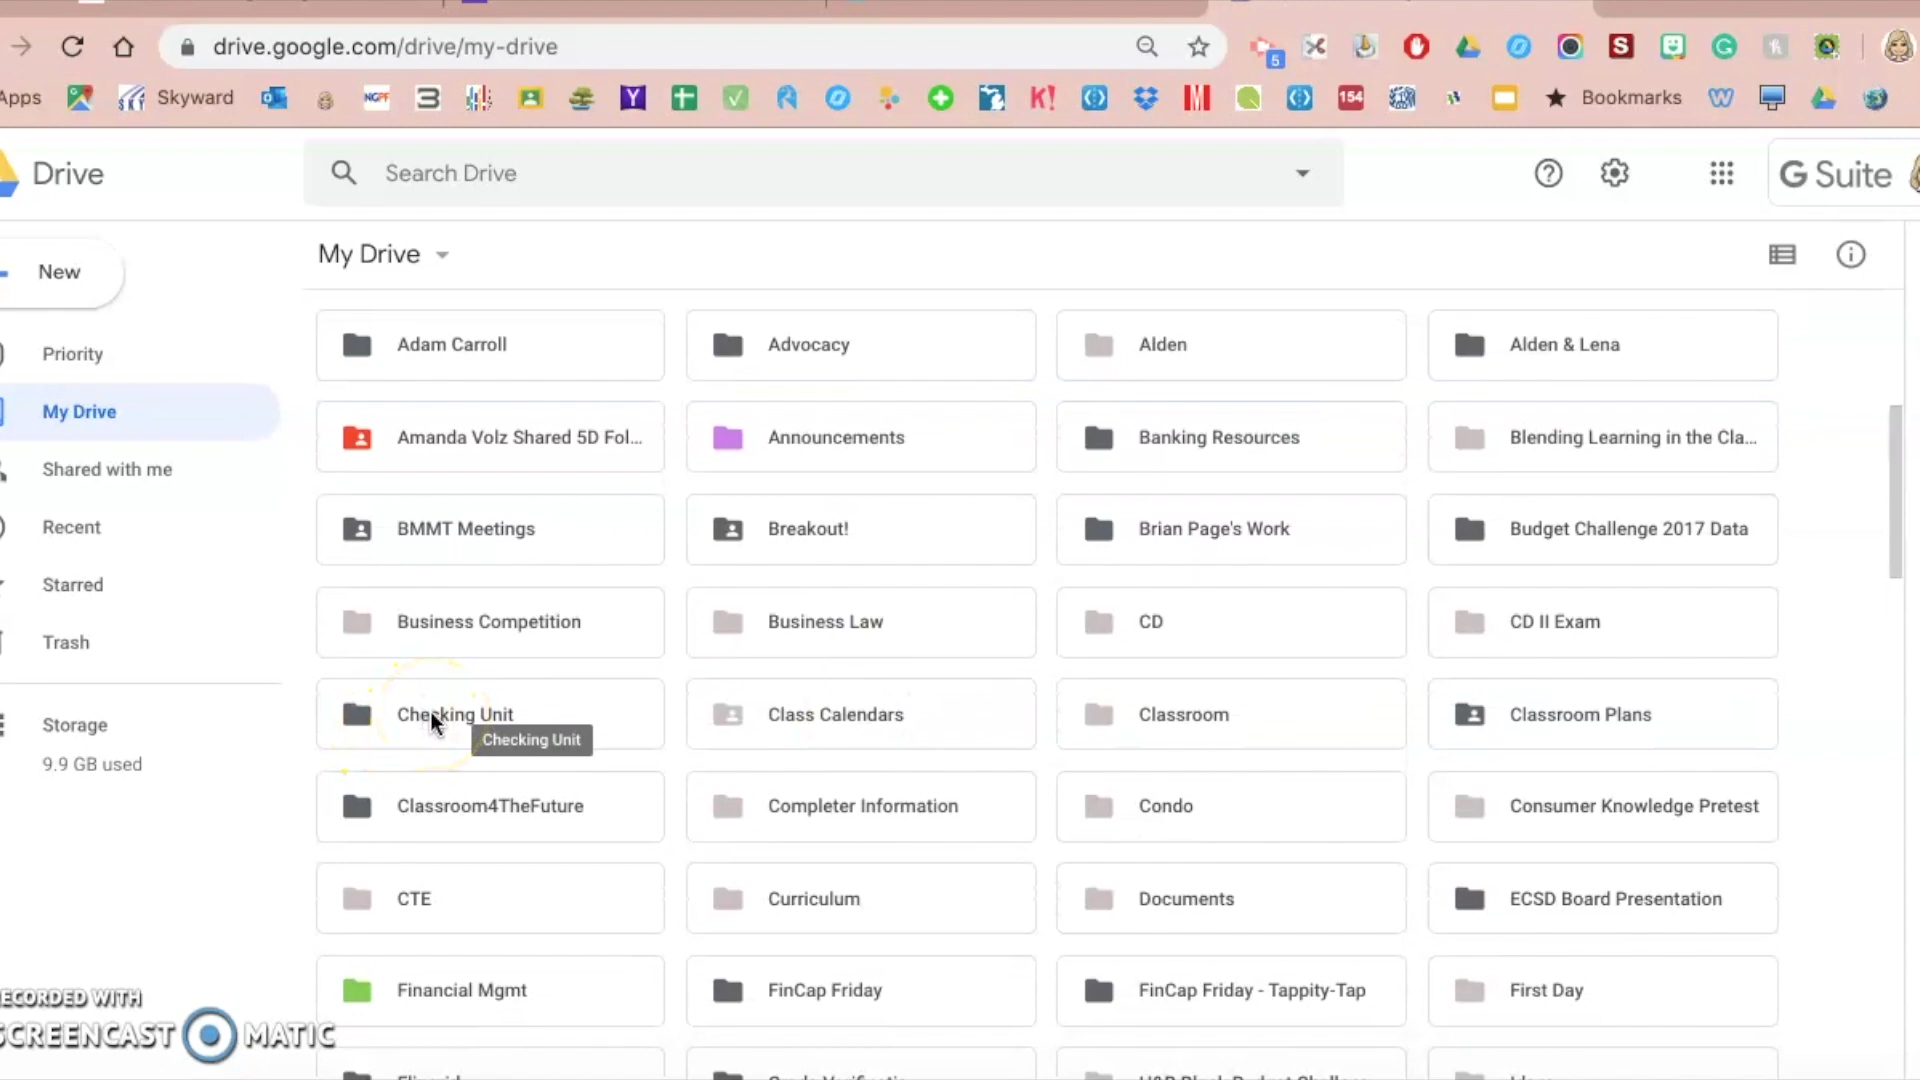 drive.google.com/drive/my-drive
5
Apps
Skyward
NGPF
154
Bookmarks
Drive
Search Drive
G Suite
New
My Drive
Priority
My Drive
Shared with me
Recent
Starred
Trash
Storage
9.9 GB used
Adam Carroll
Advocacy
Alden
Alden & Lena
Amanda Volz Shared 5D Fol...
Announcements
Banking Resources
Blending Learning in the Cla...
BMMT Meetings
Breakout!
Brian Page's Work
Budget Challenge 2017 Data
Business Competition
Business Law
CD
CD II Exam
Checking Unit
Checking Unit
Class Calendars
Classroom
Classroom Plans
Classroom4TheFuture
Completer Information
Condo
Consumer Knowledge Pretest
CTE
Curriculum
Documents
ECSD Board Presentation
Financial Mgmt
FinCap Friday
FinCap Friday - Tappity-Tap
First Day
RECORDED WITH
SCREENCAST MATIC